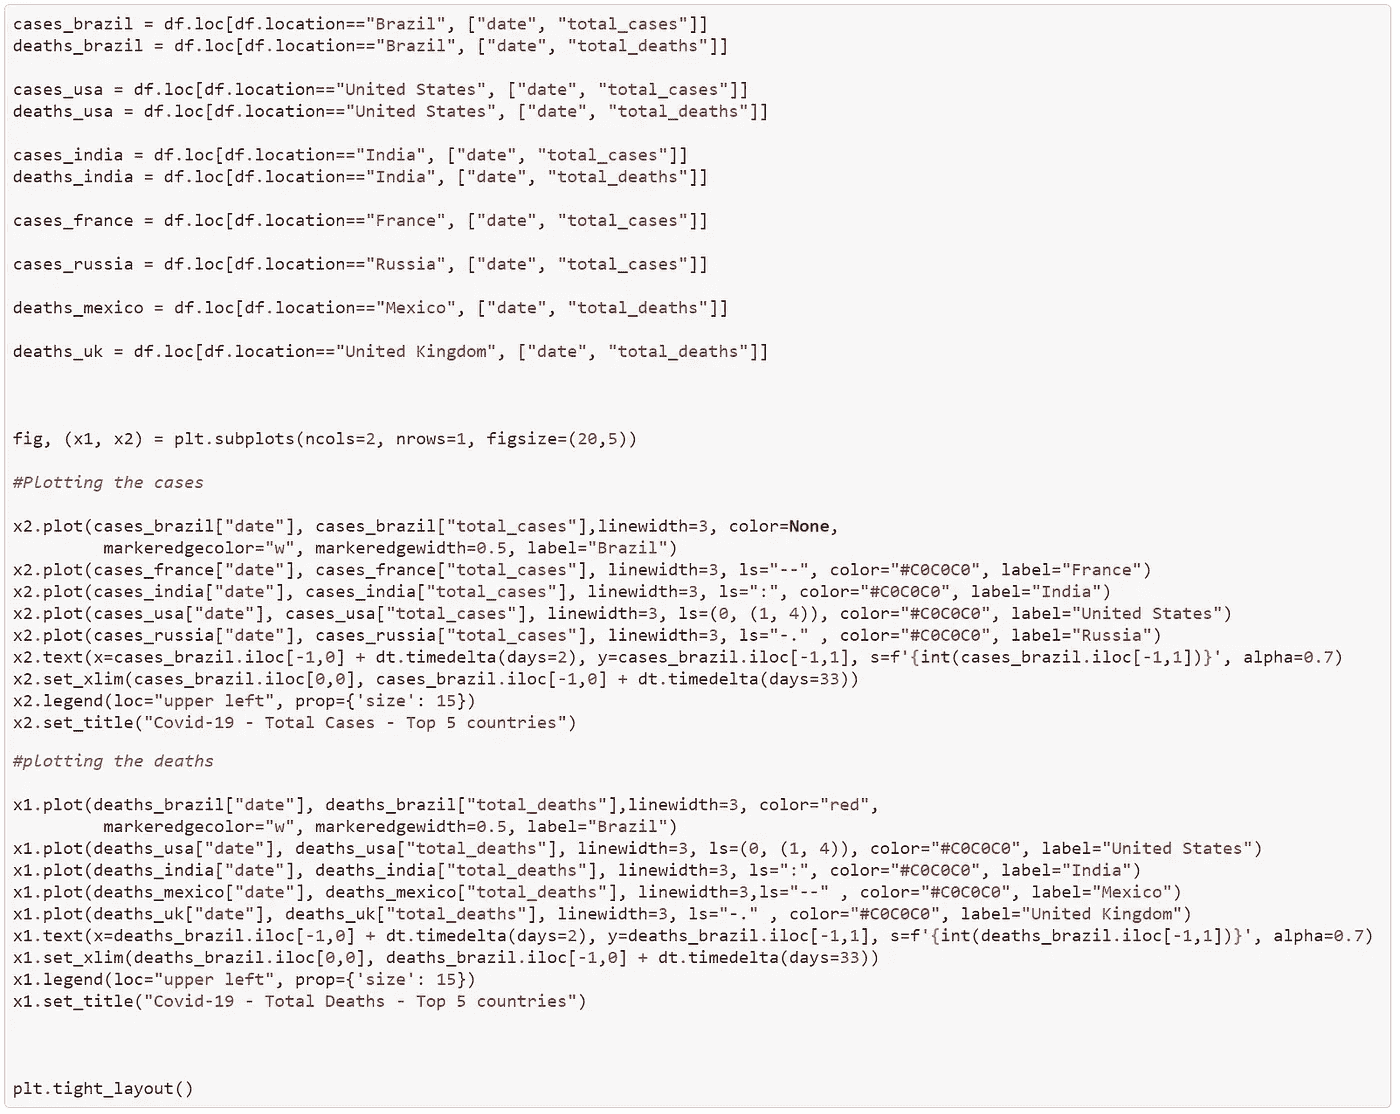 cases_brazil = df.loc[df.location=="Brazil", ["date", "total_cases"]]
deaths_brazil = df.loc[df.location=="Brazil", ["date", "total_deaths"]]
cases_usa = df.loc[df.location=="United States", ["date", "total_cases"]]
deaths_usa = df.loc[df.location=="United States", ["date", "total_deaths"]]
cases_india = df.loc[df.location=="India", ["date", "total_cases"]]
deaths_india = df.loc[df.location=="India", ["date", "total_deaths"]]
cases_france = df.loc[df.location=="France", ["date", "total_cases"]]
cases_russia = df.loc[df.location=="Russia", ["date", "total_cases"]]
deaths_mexico = df.loc[df.location=="Mexico", ["date", "total_deaths"]]
deaths_uk = df.loc[df.location=="United Kingdom", ["date", "total_deaths"]]
fig, (x1, x2) = plt.subplots(ncols=2, nrows=1, figsize=(20,5))
#Plotting the cases
x2.plot(cases_brazil["date"], cases_brazil["total_cases"],linewidth=3, color=None,
         markeredgecolor="w", markeredgewidth=0.5, label="Brazil")
x2.plot(cases_france["date"], cases_france["total_cases"], linewidth=3, ls="--", color="#C0C0C0", label="France")
x2.plot(cases_india["date"], cases_india["total_cases"], linewidth=3, ls=":", color="#C0C0C0", label="India")
x2.plot(cases_usa["date"], cases_usa["total_cases"], linewidth=3, ls=(0, (1, 4)), color="#C0C0C0", label="United States")
x2.plot(cases_russia["date"], cases_russia["total_cases"], linewidth=3, ls="-." , color="#C0C0C0", label="Russia")
x2.text(x=cases_brazil.iloc[-1,0] + dt.timedelta(days=2), y=cases_brazil.iloc[-1,1], s=f'{int(cases_brazil.iloc[-1,1])}', alpha=0.7)
x2.set_xlim(cases_brazil.iloc[0,0], cases_brazil.iloc[-1,0] + dt.timedelta(days=33))
x2.legend(loc="upper left", prop={'size': 15})
x2.set_title("Covid-19 - Total Cases - Top 5 countries")
#plotting the deaths
x1.plot(deaths_brazil["date"], deaths_brazil["total_deaths"],linewidth=3, color="red",
         markeredgecolor="w", markeredgewidth=0.5, label="Brazil")
x1.plot(deaths_usa["date"], deaths_usa["total_deaths"], linewidth=3, ls=(0, (1, 4)), color="#C0C0C0", label="United States")
x1.plot(deaths_india["date"], deaths_india["total_deaths"], linewidth=3, ls=":", color="#C0C0C0", label="India")
x1.plot(deaths_mexico["date"], deaths_mexico["total_deaths"], linewidth=3,ls="--" , color="#C0C0C0", label="Mexico")
x1.plot(deaths_uk["date"], deaths_uk["total_deaths"], linewidth=3, ls="-." , color="#C0C0C0", label="United Kingdom")
x1.text(x=deaths_brazil.iloc[-1,0] + dt.timedelta(days=2), y=deaths_brazil.iloc[-1,1], s=f'{int(deaths_brazil.iloc[-1,1])}', alpha=0.7)
x1.set_xlim(deaths_brazil.iloc[0,0], deaths_brazil.iloc[-1,0] + dt.timedelta(days=33))
x1.legend(loc="upper left", prop={'size': 15})
x1.set_title("Covid-19 - Total Deaths - Top 5 countries")
plt.tight_layout()